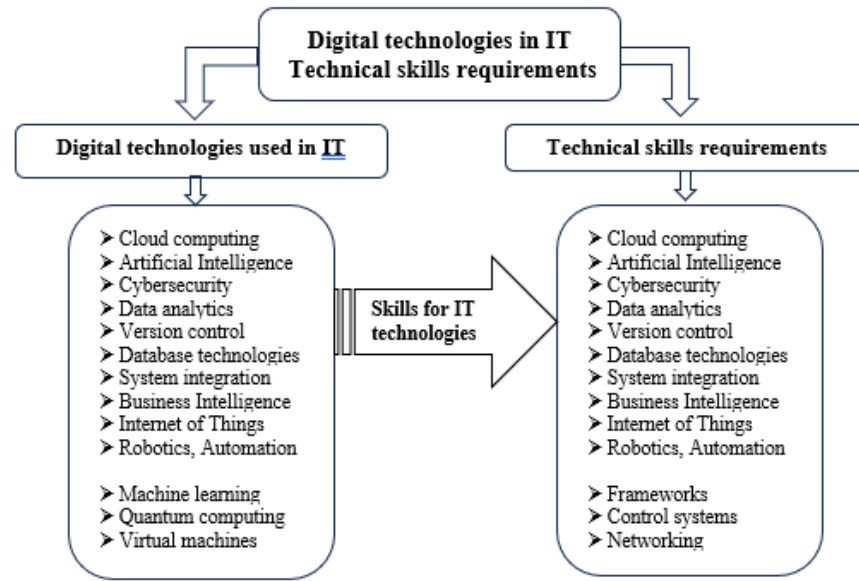 Digital technologies in IT
Technical skills requirements
Digital technologies used in IT
Technical skills requirements
➤ Cloud computing
➤ Artificial Intelligence
➤ Cybersecurity
➤ Data analytics
➤ Version control
➤ Database technologies
➤ System integration
➤ Business Intelligence
➤ Internet of Things
➤ Robotics, Automation
➤ Machine learning
➤ Quantum computing
➤ Virtual machines
Skills for IT
technologies
➤ Cloud computing
➤ Artificial Intelligence
➤ Cybersecurity
➤ Data analytics
➤ Version control
➤ Database technologies
➤ System integration
➤ Business Intelligence
➤ Internet of Things
➤ Robotics, Automation
➤ Frameworks
➤ Control systems
➤ Networking